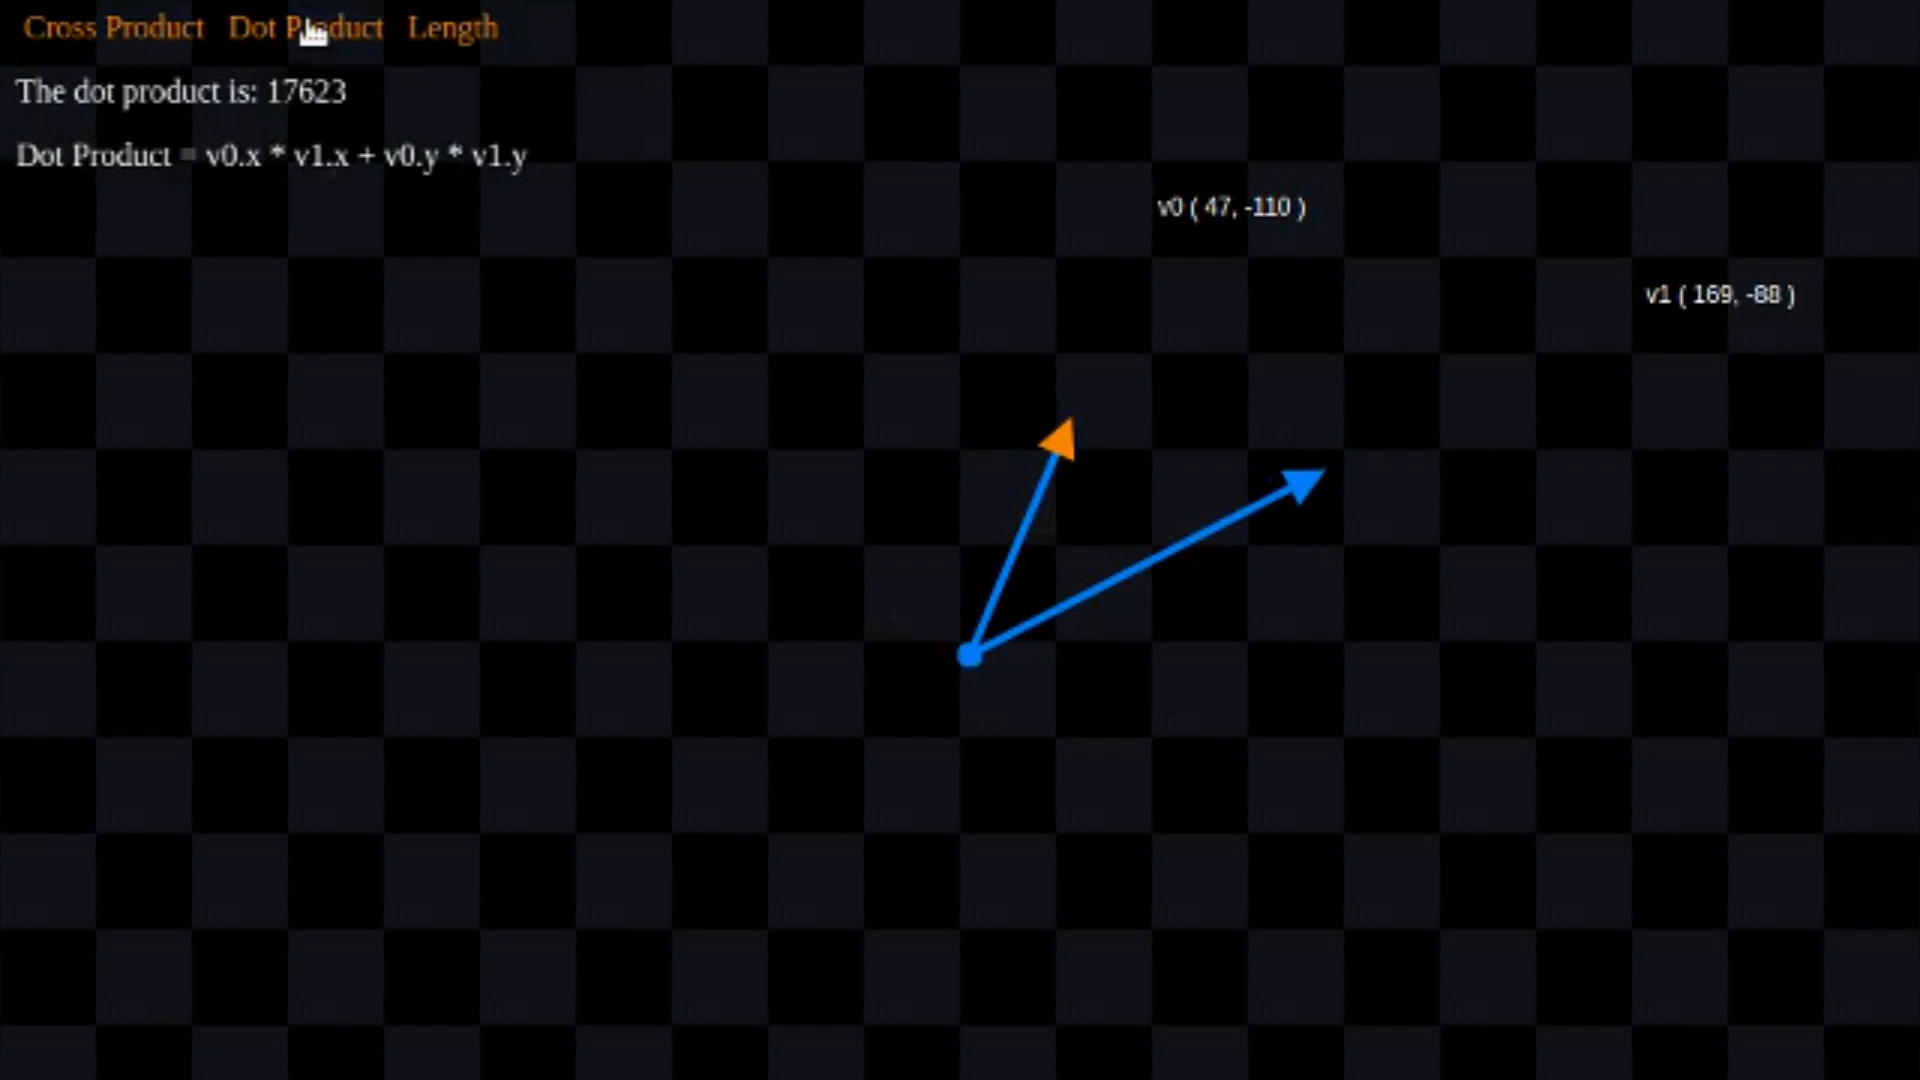 Cross Product Dot Product Length
The dot product is: 17623
Dot Product = v0.x * v1.x + v0.y * v1.y
v0 ( 47, -110 )
v1 ( 169, -88 )